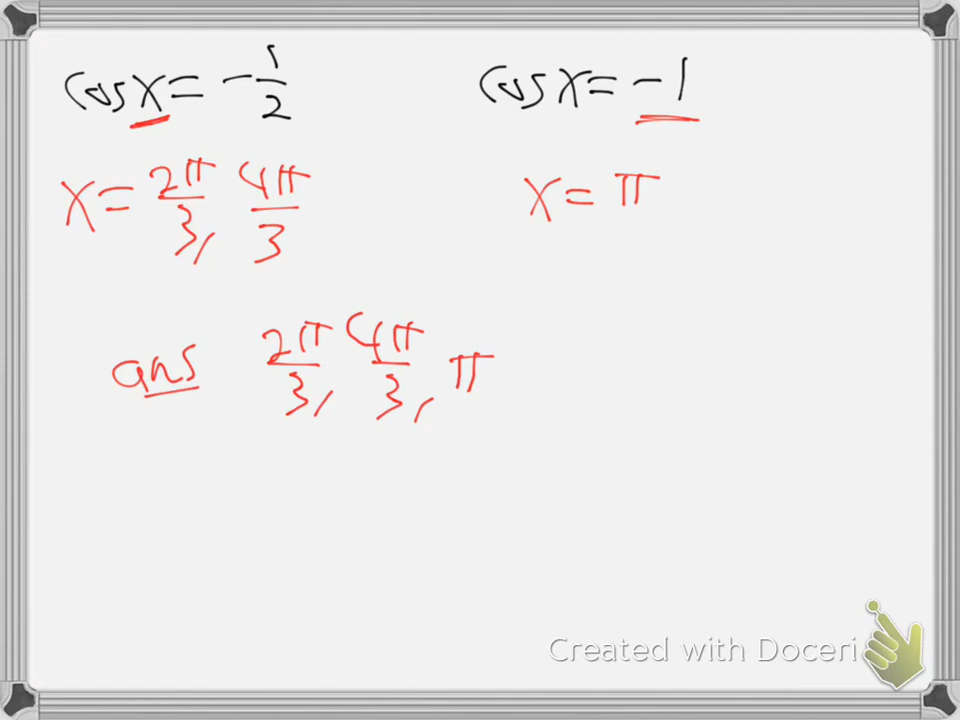 cos x = -1/2
cos x = -1
x = 2π/3, 4π/3
x = π
ans 2π/3, 4π/3, π
Created with Doceri